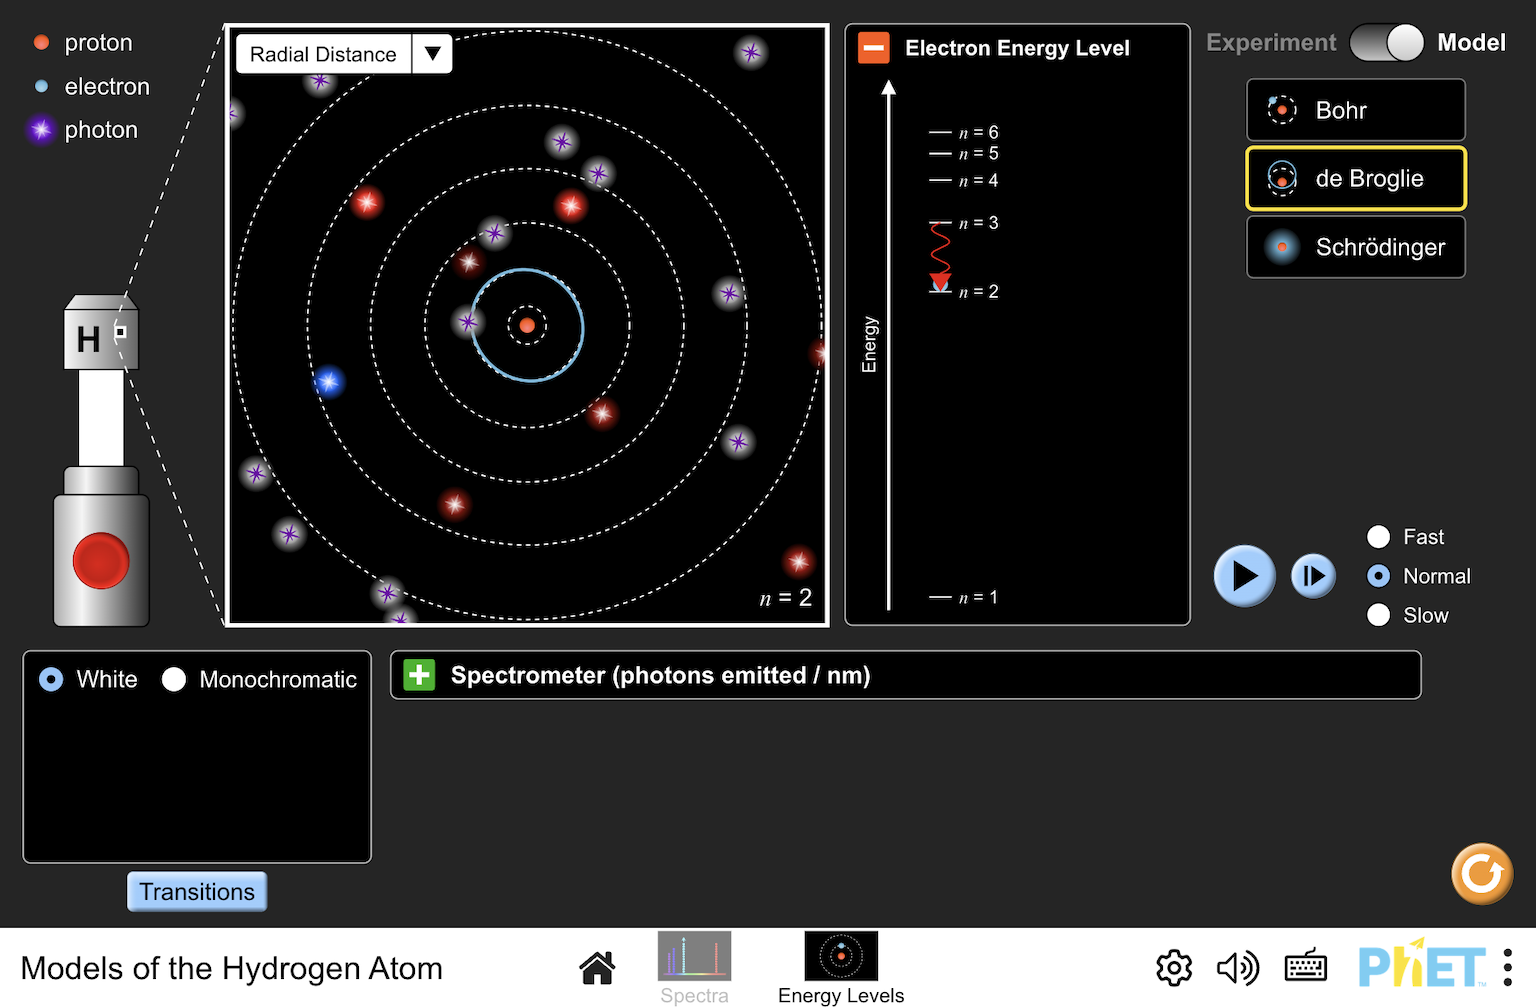 proton
electron
photon
H
Radial Distance
n = 2
Electron Energy Level
n = 6
n = 5
n = 4
n = 3
n = 2
n = 1
Energy
Experiment
Model
Bohr
de Broglie
Schrödinger
Fast
Normal
Slow
White
Monochromatic
Transitions
Spectrometer (photons emitted / nm)
Models of the Hydrogen Atom
Spectra
Energy Levels
PhET